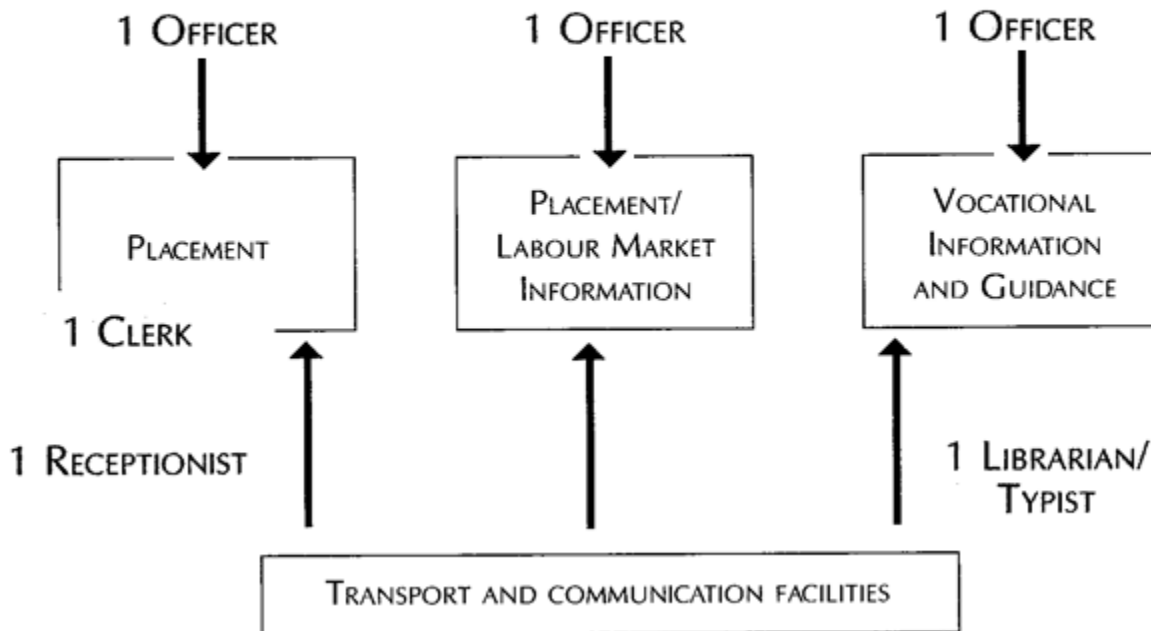 1 OFFICER
1 OFFICER
1 OFFICER
PLACEMENT
PLACEMENT/
LABOUR MARKET
INFORMATION
VOCATIONAL
INFORMATION
AND GUIDANCE
1 CLERK
1 RECEPTIONIST
1 LIBRARIAN/
TYPIST
TRANSPORT AND COMMUNICATION FACILITIES